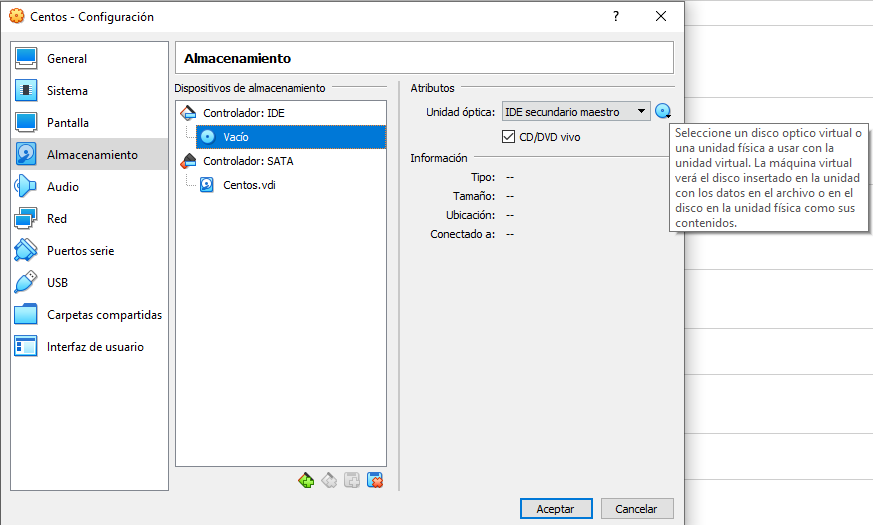 Centos - Configuración
?
General
Sistema
Pantalla
Almacenamiento
Audio
Red
Puertos serie
USB
Carpetas compartidas
Interfaz de usuario
Almacenamiento
Dispositivos de almacenamiento
Controlador: IDE
Vacío
Controlador: SATA
Centos.vdi
Atributos
Unidad óptica: IDE secundario maestro
CD/DVD vivo
Información
Tipo: --
Tamaño: --
Ubicación: --
Conectado a: --
Seleccione un disco optico virtual o
una unidad física a usar con la
unidad virtual. La máquina virtual
verá el disco insertado en la unidad
con los datos en el archivo o en el
disco en la unidad física como sus
contenidos.
Aceptar
Cancelar